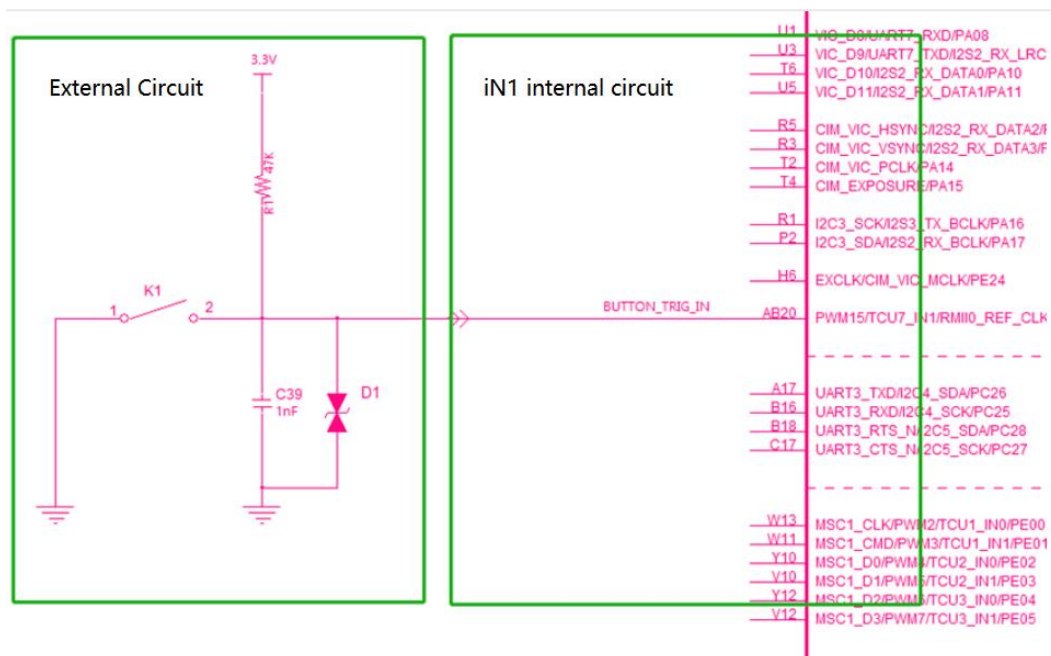 External Circuit
3.3V
47K
R1
K1
1
2
C39
1nF
D1
iN1 internal circuit
BUTTON_TRIG_IN
U1 VIC_D8/UART7_RXD/PA08
U3 VIC_D9/UART7_TXD/I2S2_RX_LRC
T6 VIC_D10/I2S2_RX_DATA0/PA10
U5 VIC_D11/I2S2_RX_DATA1/PA11
R5 CIM_VIC_HSYNC/I2S2_RX_DATA2/
R3 CIM_VIC_VSYNC/I2S2_RX_DATA3/
T2 CIM_VIC_PCLK/PA14
T4 CIM_EXPOSURE/PA15
R1 I2C3_SCK/I2S3_TX_BCLK/PA16
P2 I2C3_SDA/I2S2_RX_BCLK/PA17
H6 EXCLK/CIM_VIC_MCLK/PE24
AB20 PWM15/TCU7_IN1/RMII0_REF_CLK
A17 UART3_TXD/I2C4_SDA/PC26
B16 UART3_RXD/I2C4_SCK/PC25
B18 UART3_RTS_N/I2C5_SDA/PC28
C17 UART3_CTS_N/I2C5_SCK/PC27
W13 MSC1_CLK/PWM2/TCU1_IN0/PE00
W11 MSC1_CMD/PWM3/TCU1_IN1/PE01
Y10 MSC1_D0/PWM4/TCU2_IN0/PE02
V10 MSC1_D1/PWM5/TCU2_IN1/PE03
Y12 MSC1_D2/PWM6/TCU3_IN0/PE04
V12 MSC1_D3/PWM7/TCU3_IN1/PE05